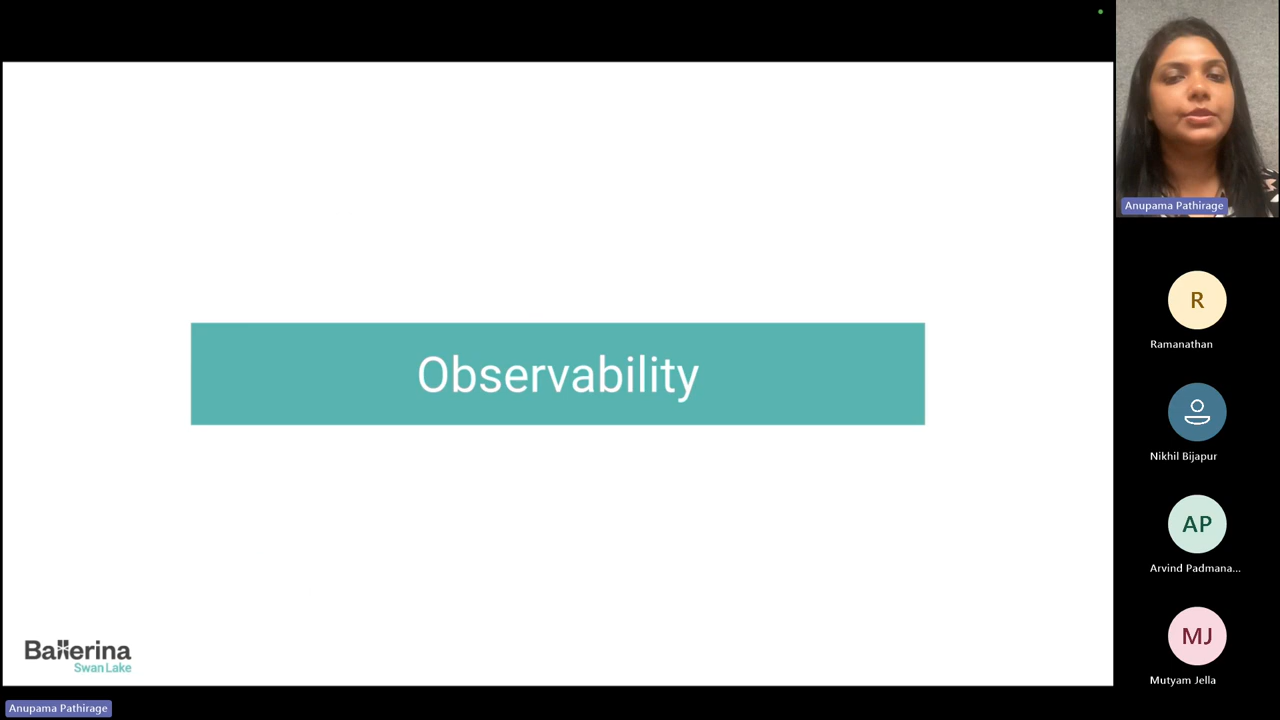 Observability
Ballerina
Swan Lake
Anupama Pathirage
Anupama Pathirage
R
Ramanathan
Nikhil Bijapur
AP
Arvind Padmana...
MJ
Mutyam Jella